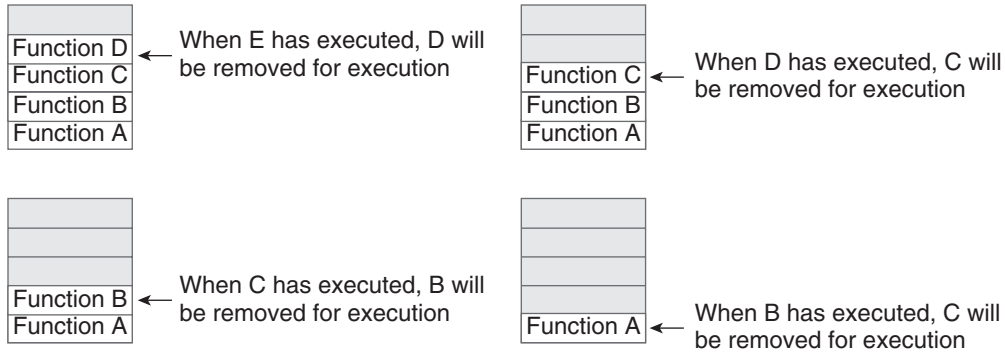 Function D
Function C
Function B
Function A
When E has executed, D will
be removed for execution
Function C
Function B
Function A
When D has executed, C will
be removed for execution
Function B
Function A
When C has executed, B will
be removed for execution
Function A
When B has executed, C will
be removed for execution